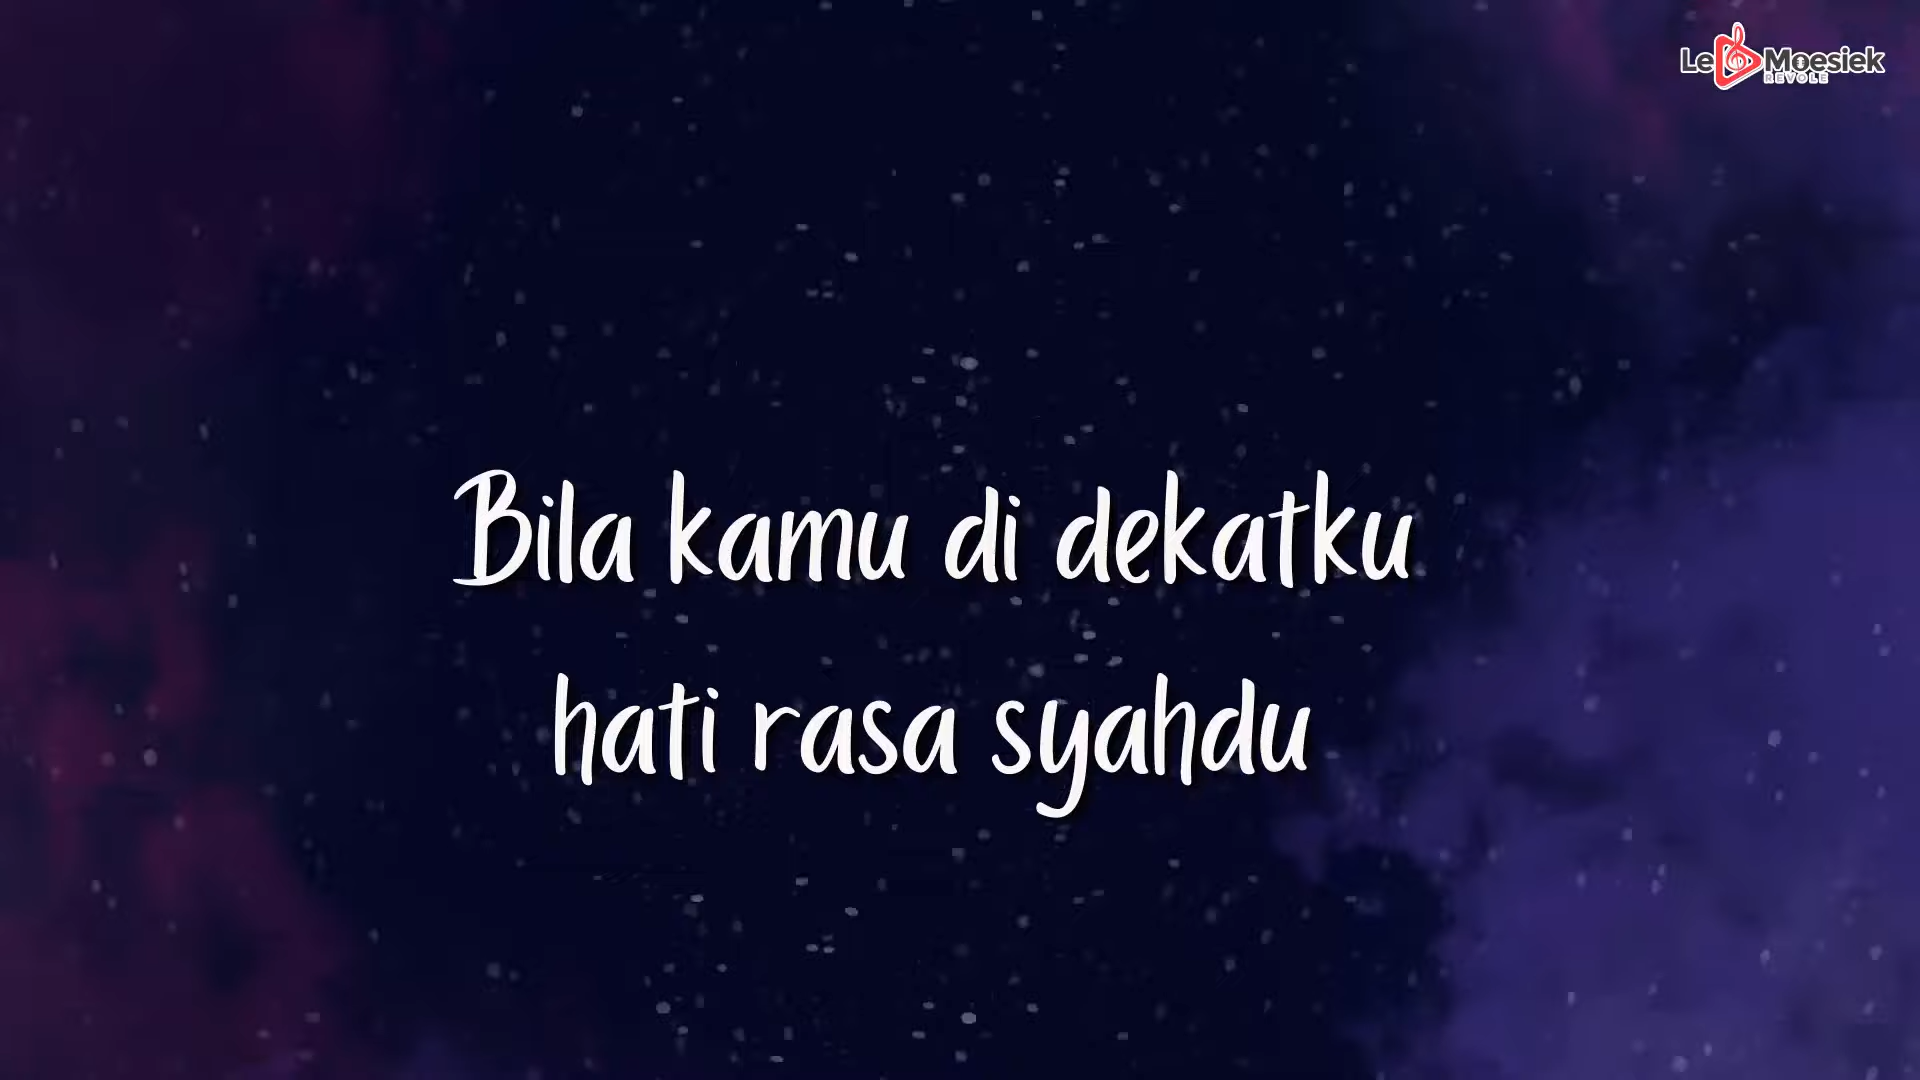 Le Moesiek
REVOLE
Bila kamu di dekatku
hati rasa syahdu